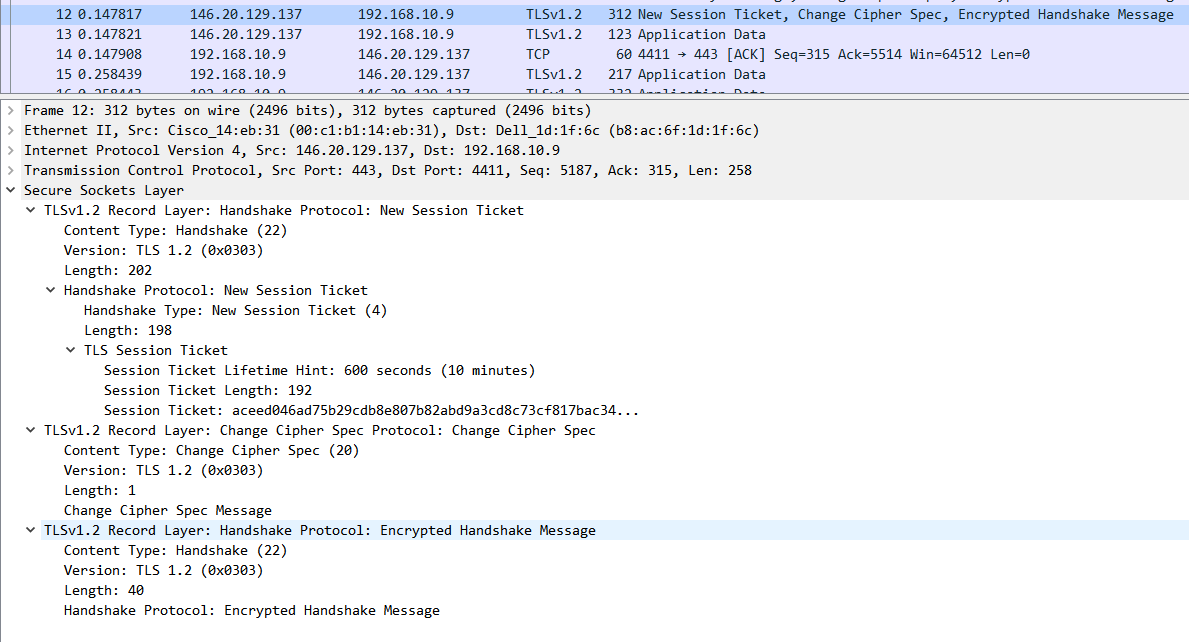 12 0.147817 146.20.129.137 192.168.10.9 TLSv1.2 312 New Session Ticket, Change Cipher Spec, Encrypted Handshake Message
13 0.147821 146.20.129.137 192.168.10.9 TLSv1.2 123 Application Data
14 0.147908 192.168.10.9 146.20.129.137 TCP 60 4411 → 443 [ACK] Seq=315 Ack=5514 Win=64512 Len=0
15 0.258439 192.168.10.9 146.20.129.137 TLSv1.2 217 Application Data
Frame 12: 312 bytes on wire (2496 bits), 312 bytes captured (2496 bits)
Ethernet II, Src: Cisco_14:eb:31 (00:c1:b1:14:eb:31), Dst: Dell_1d:1f:6c (b8:ac:6f:1d:1f:6c)
Internet Protocol Version 4, Src: 146.20.129.137, Dst: 192.168.10.9
Transmission Control Protocol, Src Port: 443, Dst Port: 4411, Seq: 5187, Ack: 315, Len: 258
Secure Sockets Layer
TLSv1.2 Record Layer: Handshake Protocol: New Session Ticket
Content Type: Handshake (22)
Version: TLS 1.2 (0x0303)
Length: 202
Handshake Protocol: New Session Ticket
Handshake Type: New Session Ticket (4)
Length: 198
TLS Session Ticket
Session Ticket Lifetime Hint: 600 seconds (10 minutes)
Session Ticket Length: 192
Session Ticket: aceed046ad75b29cdb8e807b82abd9a3cd8c73cf817bac34...
TLSv1.2 Record Layer: Change Cipher Spec Protocol: Change Cipher Spec
Content Type: Change Cipher Spec (20)
Version: TLS 1.2 (0x0303)
Length: 1
Change Cipher Spec Message
TLSv1.2 Record Layer: Handshake Protocol: Encrypted Handshake Message
Content Type: Handshake (22)
Version: TLS 1.2 (0x0303)
Length: 40
Handshake Protocol: Encrypted Handshake Message